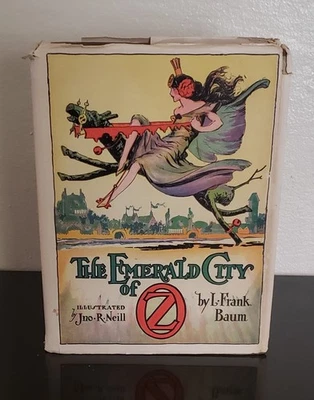 THE EMERALD CITY
of OZ
by L. Frank
Baum
ILLUSTRATED
by Jno. R. Neill